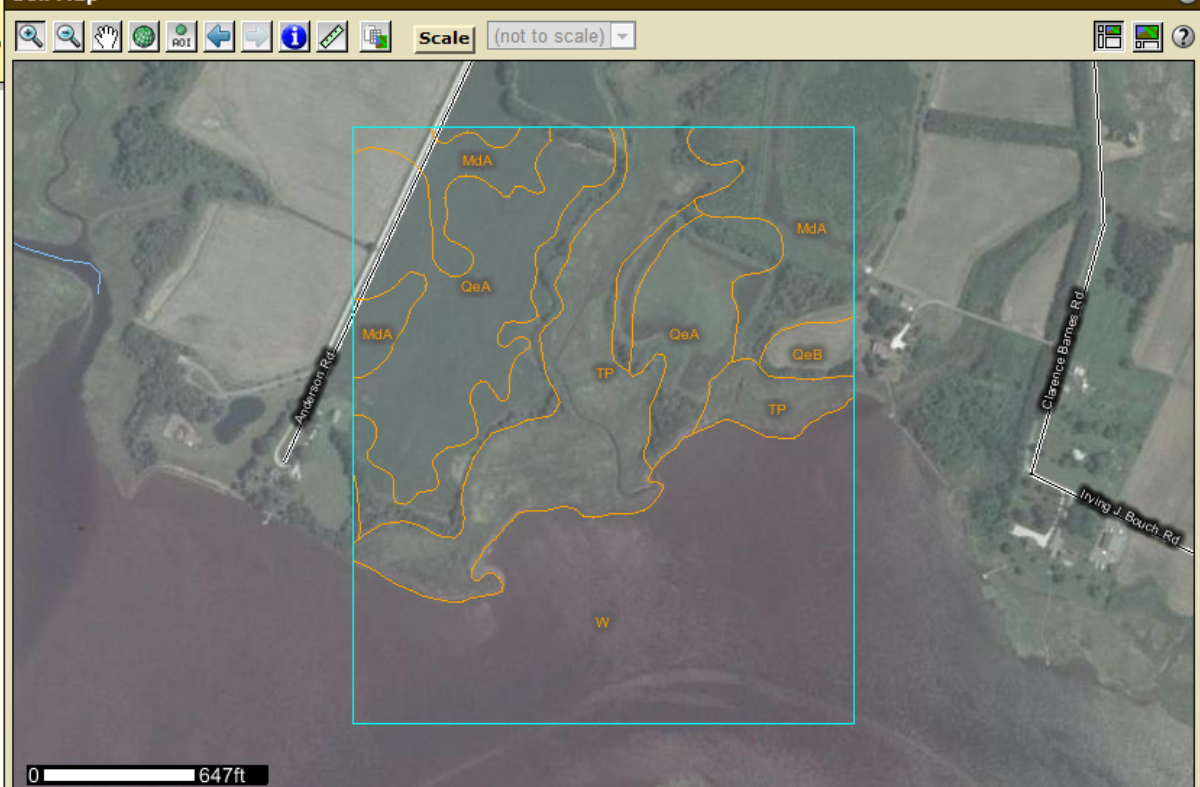 AOI
Scale
(not to scale)
?
MdA
MdA
QeA
MdA
QeA
QeB
TP
TP
W
Anderson Rd
Clarence Barnes Rd
Irving J. Bouch Rd
0 647ft